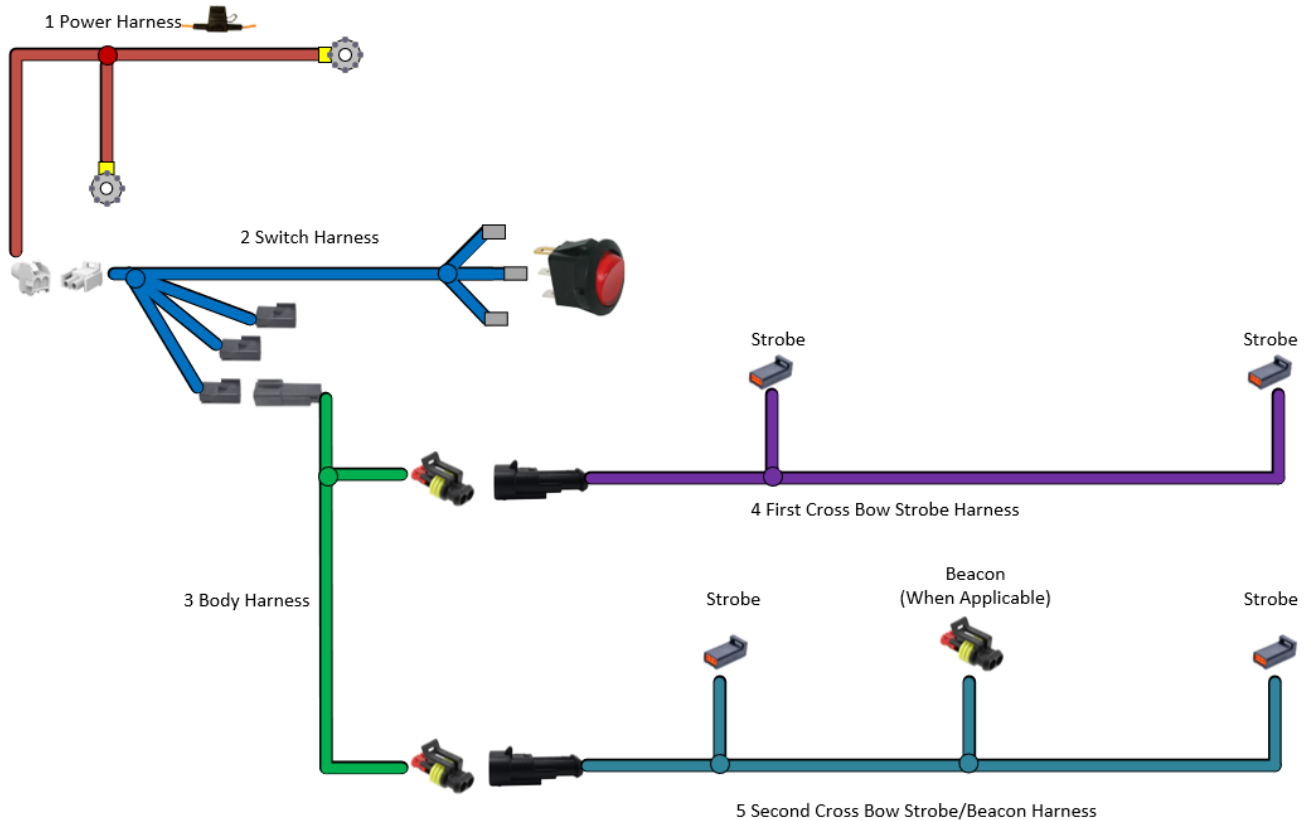 1 Power Harness
2 Switch Harness
Strobe
Strobe
4 First Cross Bow Strobe Harness
3 Body Harness
Strobe
Beacon
(When Applicable)
Strobe
5 Second Cross Bow Strobe/Beacon Harness